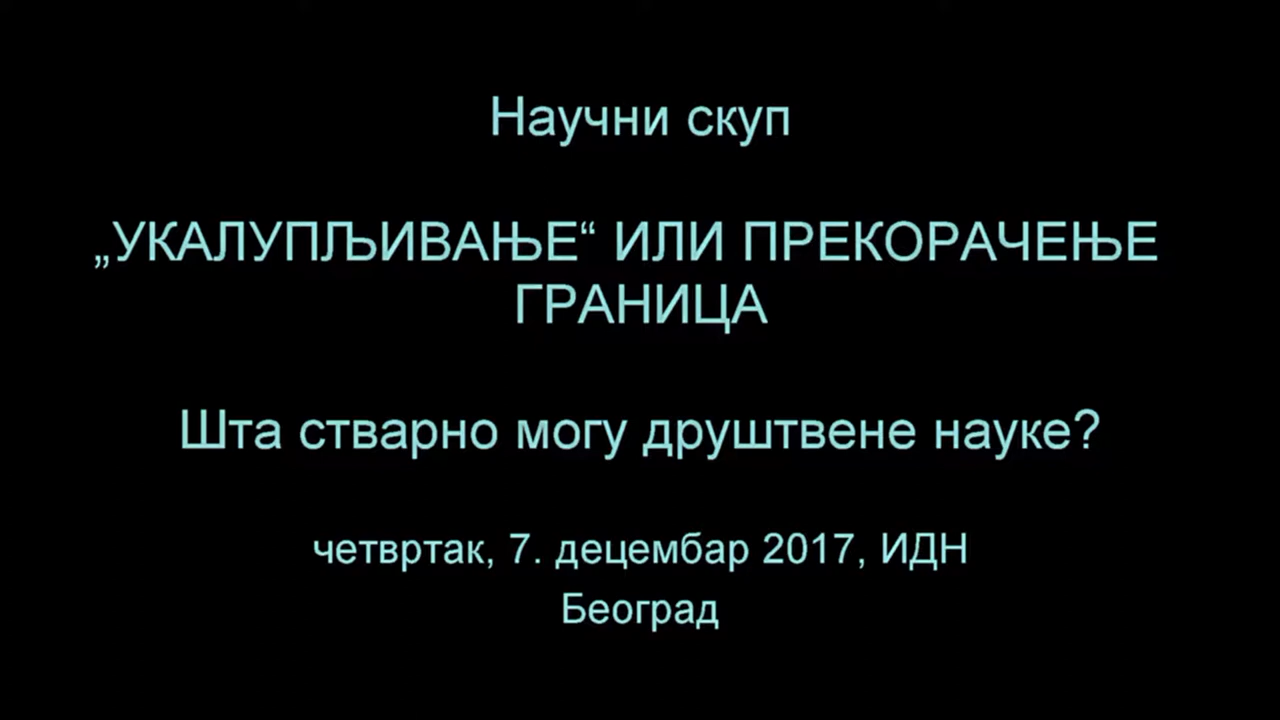 Научни скуп
„УКАЛУПЉИВАЊЕ“ ИЛИ ПРЕКОРАЧЕЊЕ
ГРАНИЦА
Шта стварно могу друштвене науке?
четвртак, 7. децембар 2017, ИДН
Београд